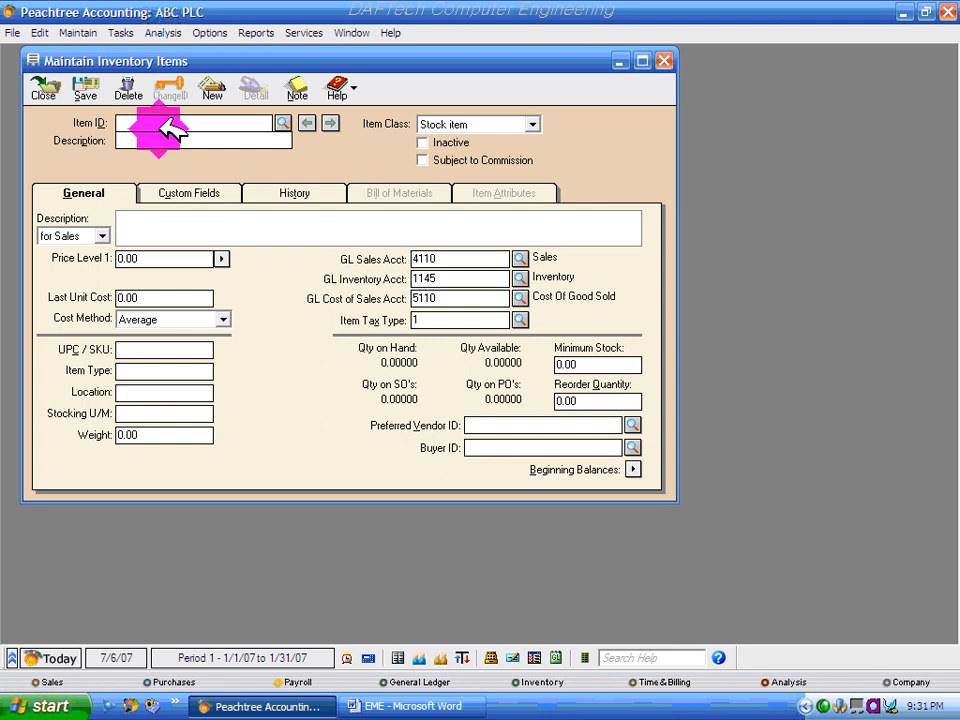 Peachtree Accounting: ABC PLC
DAFTech Computer Engineering
File Edit Maintain Tasks Analysis Options Reports Services Window Help
Maintain Inventory Items
Close Save Delete Change ID New Detail Note Help
Item ID: Item Class: Stock item
Description: Inactive
Subject to Commission
General Custom Fields History Bill of Materials Item Attributes
Description:
for Sales
Price Level 1: 0.00 GL Sales Acct: 4110 Sales
GL Inventory Acct: 1145 Inventory
Last Unit Cost: 0.00 GL Cost of Sales Acct: 5110 Cost Of Good Sold
Cost Method: Average Item Tax Type: 1
UPC / SKU: Qty on Hand: Qty Available: Minimum Stock:
0.00000 0.00000 0.00
Item Type:
Qty on SO's: Qty on PO's: Reorder Quantity:
Location: 0.00000 0.00000 0.00
Stocking U/M:
Preferred Vendor ID:
Weight: 0.00
Buyer ID:
Beginning Balances:
Today 7/6/07 Period 1 - 1/1/07 to 1/31/07 Search Help
Sales Purchases Payroll General Ledger Inventory Time & Billing Analysis Company
start Peachtree Accountin... EME - Microsoft Word 9:31 PM